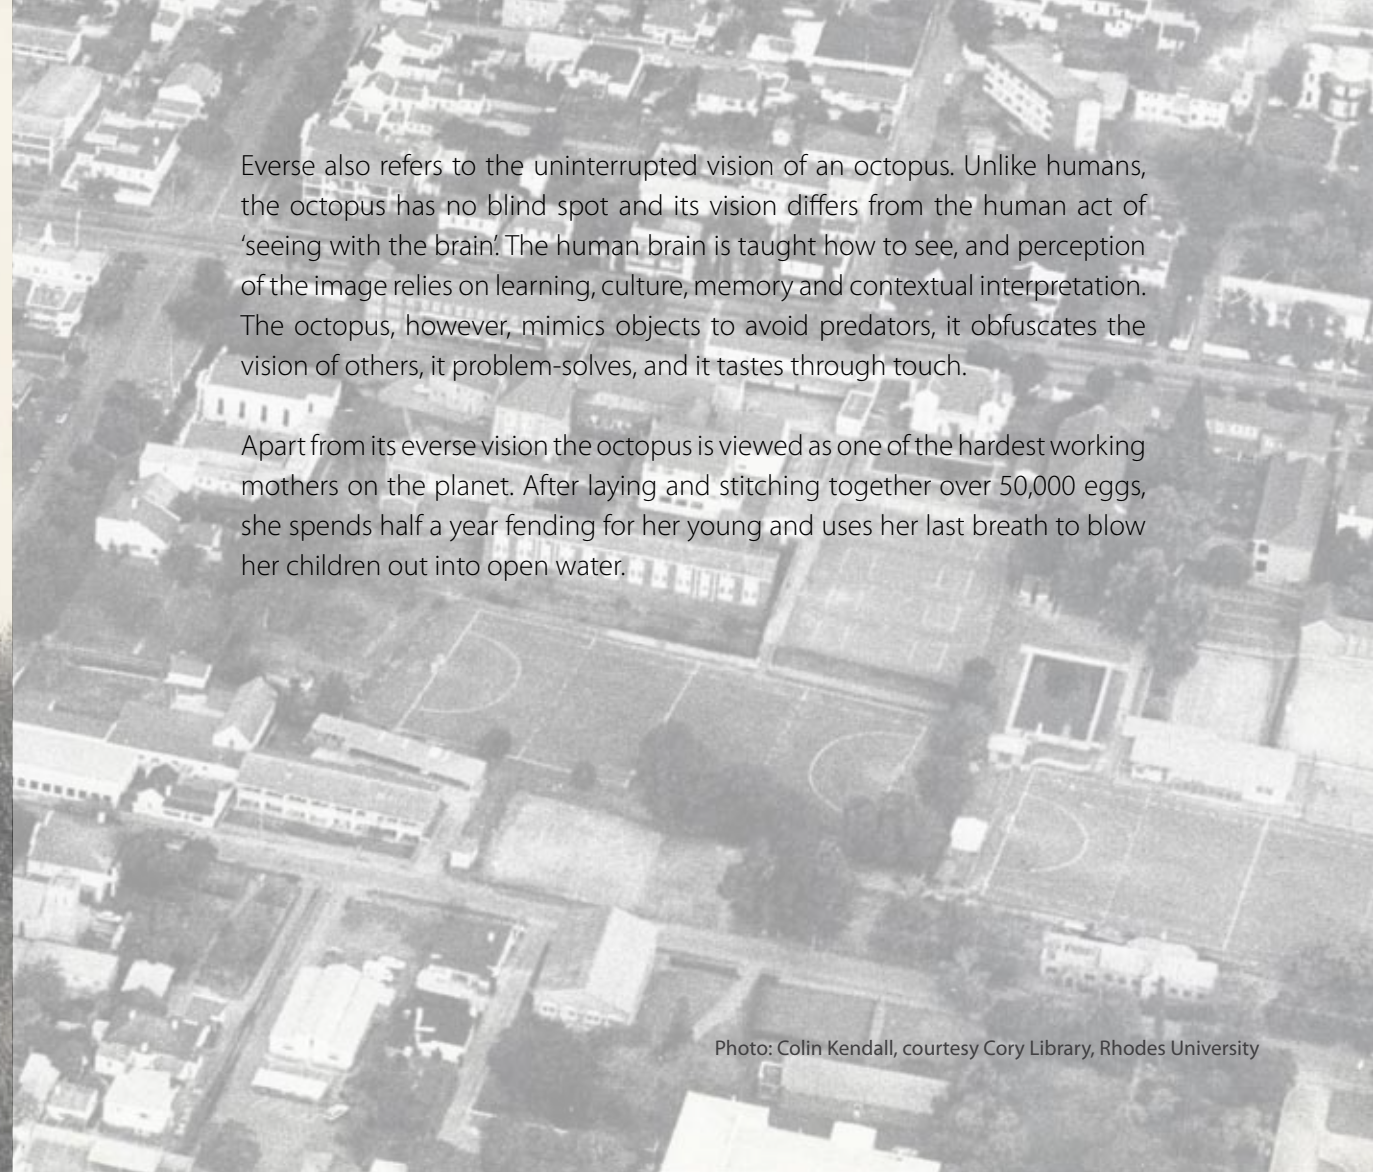 Everse also refers to the uninterrupted vision of an octopus. Unlike humans,
the octopus has no blind spot and its vision differs from the human act of
‘seeing with the brain’. The human brain is taught how to see, and perception
of the image relies on learning, culture, memory and contextual interpretation.
The octopus, however, mimics objects to avoid predators, it obfuscates the
vision of others, it problem-solves, and it tastes through touch.
Apart from its everse vision the octopus is viewed as one of the hardest working
mothers on the planet. After laying and stitching together over 50,000 eggs,
she spends half a year fending for her young and uses her last breath to blow
her children out into open water.
Photo: Colin Kendall, courtesy Cory Library, Rhodes University